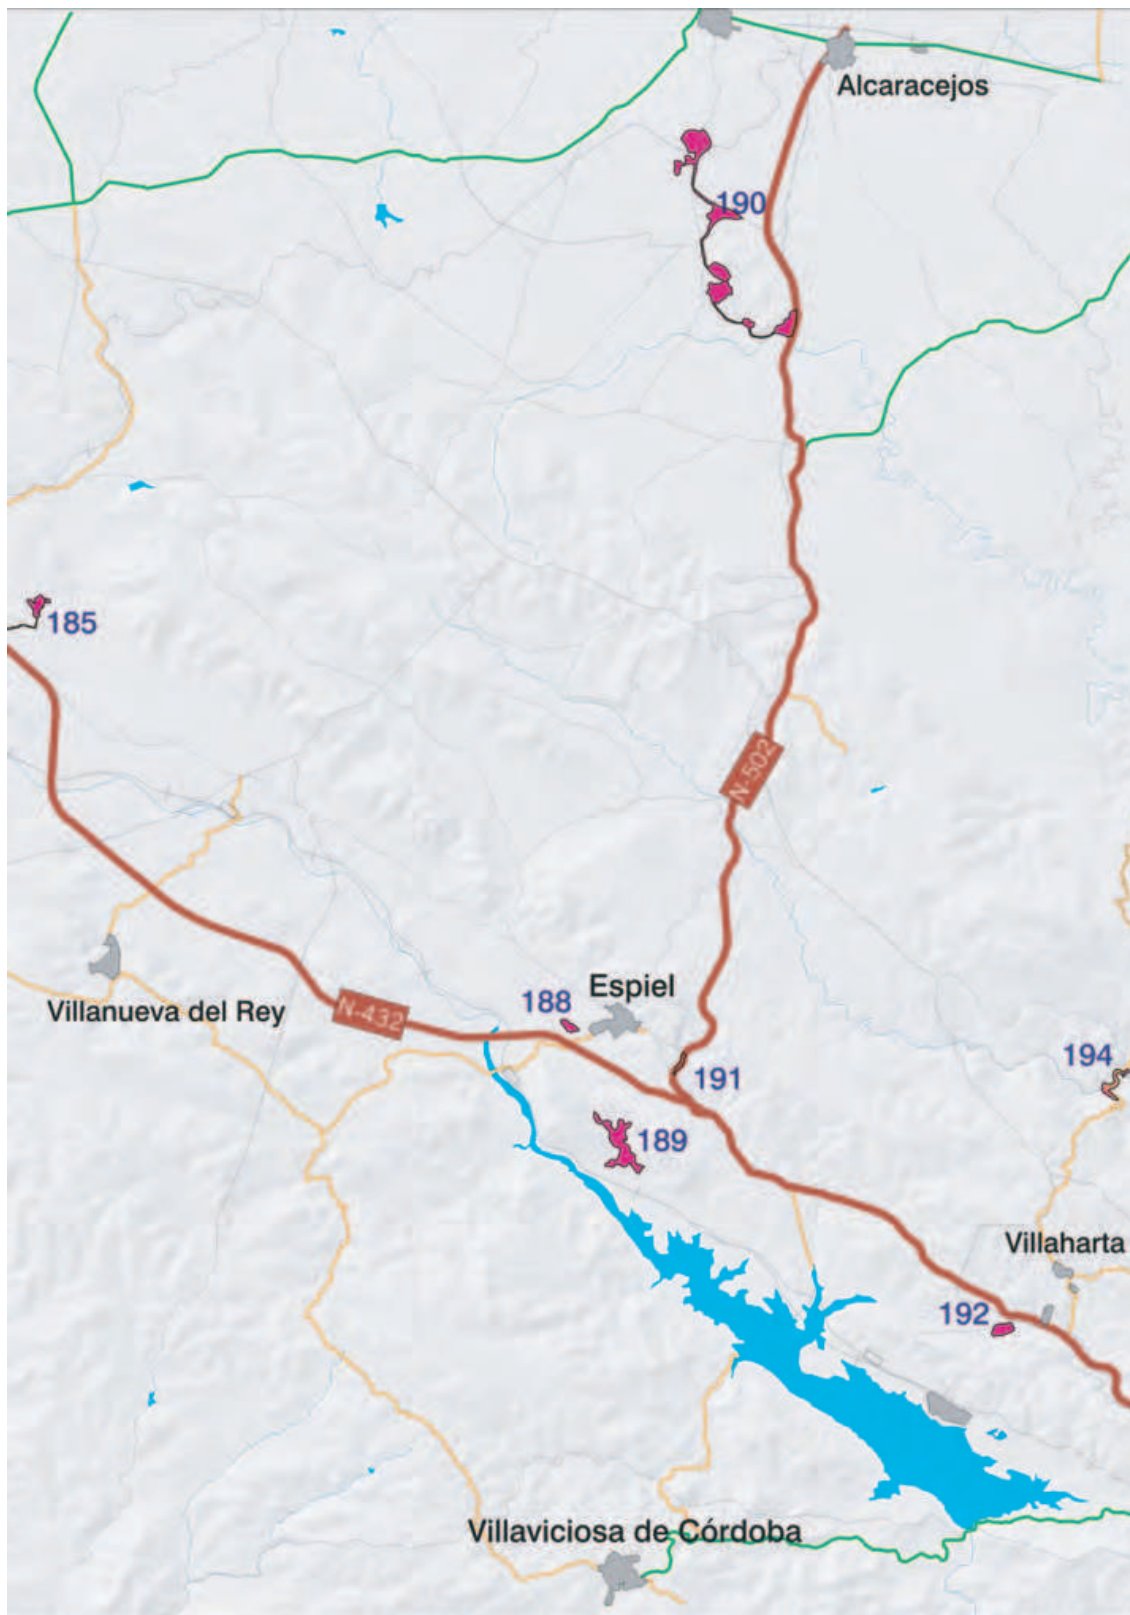 Alcaracejos
190
185
N-502
Espiel
188
Villanueva del Rey
N-432
194
191
189
Villaharta
192
Villaviciosa de Córdoba